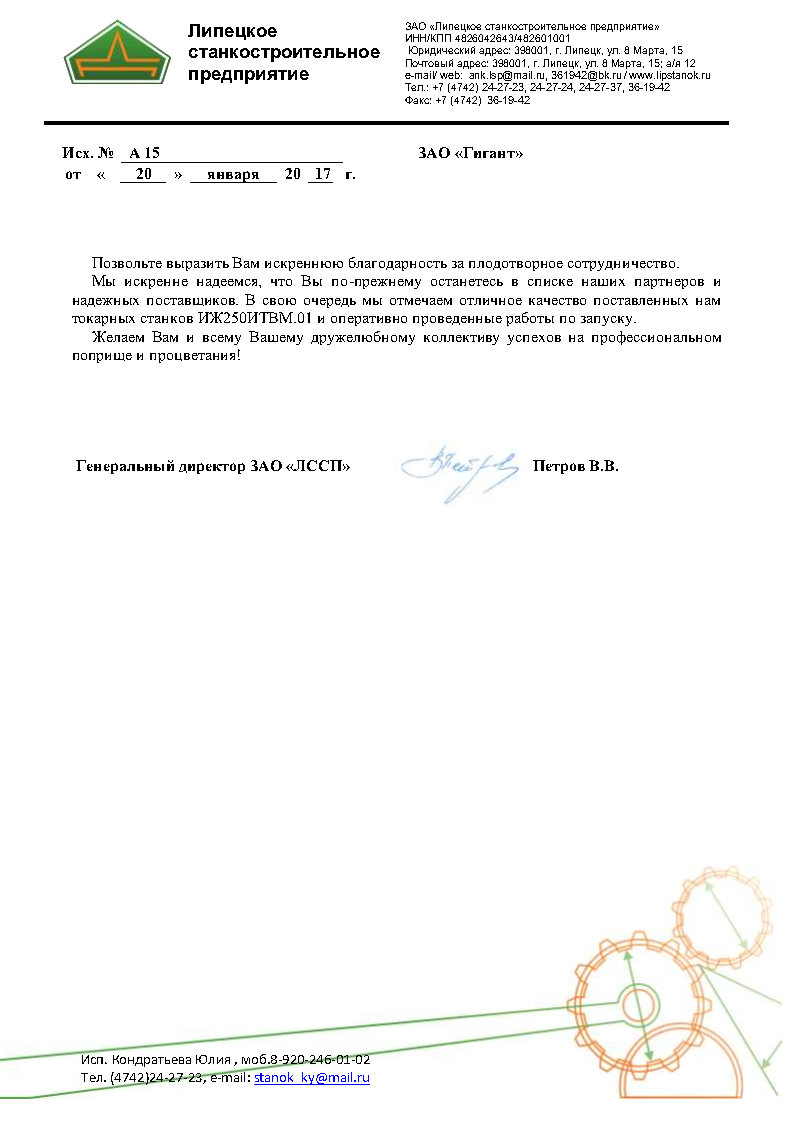 Липецкое
станкостроительное
предприятие
ЗАО «Липецкое станкостроительное предприятие»
ИНН/КПП 4826042643/482601001
Юридический адрес: 398001, г. Липецк, ул. 8 Марта, 15
Почтовый адрес: 398001, г. Липецк, ул. 8 Марта, 15; а/я 12
e-mail/ web: ank.lsp@mail.ru, 361942@bk.ru / www.lipstanok.ru
Тел.: +7 (4742) 24-27-23, 24-27-24, 24-27-37, 36-19-42
Факс: +7 (4742) 36-19-42
Исх. № А 15
от « 20 » января 20 17 г.
ЗАО «Гигант»
Позвольте выразить Вам искреннюю благодарность за плодотворное сотрудничество.
Мы искренне надеемся, что Вы по-прежнему останетесь в списке наших партнеров и
надежных поставщиков. В свою очередь мы отмечаем отличное качество поставленных нам
токарных станков ИЖ250ИТВМ.01 и оперативно проведенные работы по запуску.
Желаем Вам и всему Вашему дружелюбному коллективу успехов на профессиональном
поприще и процветания!
Генеральный директор ЗАО «ЛССП» Петров В.В.
Исп. Кондратьева Юлия , моб.8-920-246-01-02
Тел. (4742)24-27-23, e-mail: stanok_ky@mail.ru